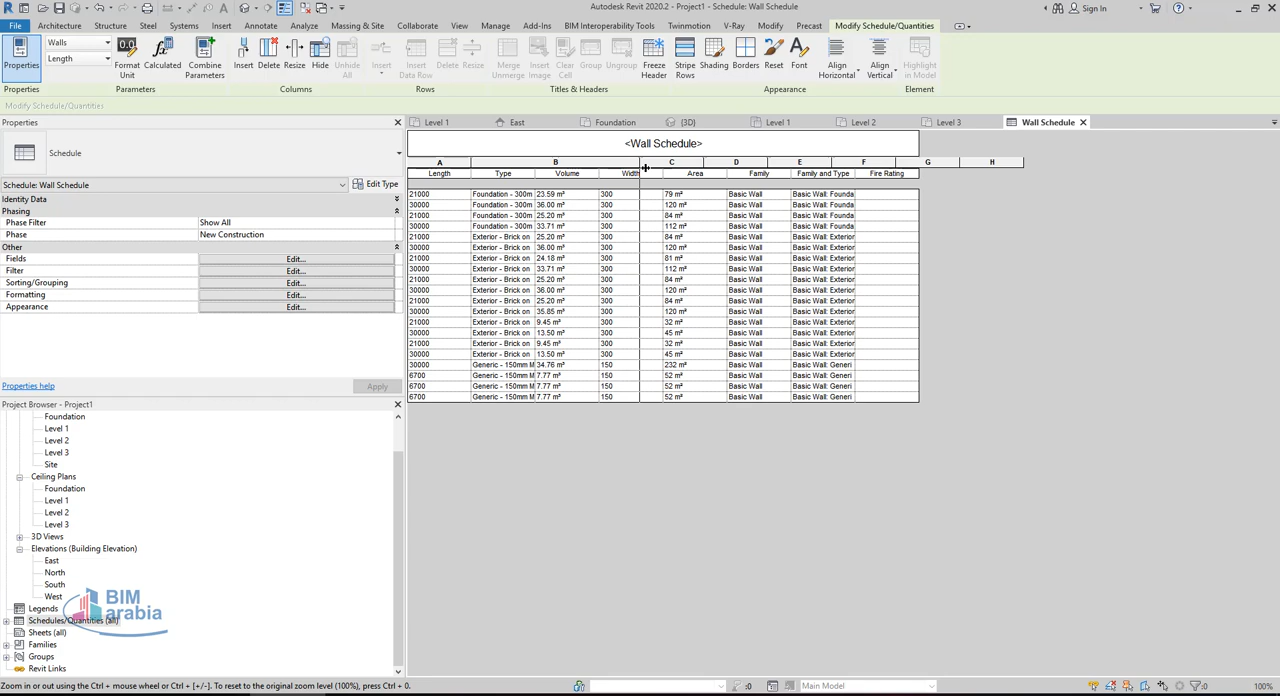 Autodesk Revit 2020.2 - Project1 - Schedule: Wall Schedule
Sign In
File Architecture Structure Steel Systems Insert Annotate Analyze Massing & Site Collaborate View Manage Add-Ins BIM Interoperability Tools Twinmotion V-Ray Modify Precast Modify Schedule/Quantities
Properties
Walls
Length
Format Unit
Calculated
Combine Parameters
Insert
Delete
Resize
Hide
Unhide All
Insert
Insert Data Row
Delete
Resize
Merge Unmerge
Insert Image
Clear Cell
Group
Ungroup
Freeze Header
Stripe Rows
Shading
Borders
Reset
Font
Align Horizontal
Align Vertical
Highlight in Model
Properties Parameters Columns Rows Titles & Headers Appearance Element
Modify Schedule/Quantities
Properties
Schedule
Schedule: Wall Schedule
Edit Type
Identity Data
Phasing
Phase Filter Show All
Phase New Construction
Other
Fields Edit...
Filter Edit...
Sorting/Grouping Edit...
Formatting Edit...
Appearance Edit...
Properties help
Apply
Project Browser - Project1
Foundation
Level 1
Level 2
Level 3
Site
Ceiling Plans
Foundation
Level 1
Level 2
Level 3
3D Views
Elevations (Building Elevation)
East
North
South
West
Legends
Schedules/Quantities (all)
Sheets (all)
Families
Groups
Revit Links
BIM
arabia
Level 1 East Foundation {3D} Level 1 Level 2 Level 3 Wall Schedule
<Wall Schedule>
A B C D E F G H
Length Type Volume Width Area Family Family and Type Fire Rating
21000 Foundation - 300m 23.59 m³ 300 79 m² Basic Wall Basic Wall: Founda
30000 Foundation - 300m 36.00 m³ 300 120 m² Basic Wall Basic Wall: Founda
21000 Foundation - 300m 25.20 m³ 300 84 m² Basic Wall Basic Wall: Founda
30000 Foundation - 300m 33.71 m³ 300 112 m² Basic Wall Basic Wall: Founda
21000 Exterior - Brick on 25.20 m³ 300 84 m² Basic Wall Basic Wall: Exterior
30000 Exterior - Brick on 36.00 m³ 300 120 m² Basic Wall Basic Wall: Exterior
21000 Exterior - Brick on 24.18 m³ 300 81 m² Basic Wall Basic Wall: Exterior
30000 Exterior - Brick on 33.71 m³ 300 112 m² Basic Wall Basic Wall: Exterior
21000 Exterior - Brick on 25.20 m³ 300 84 m² Basic Wall Basic Wall: Exterior
30000 Exterior - Brick on 36.00 m³ 300 120 m² Basic Wall Basic Wall: Exterior
21000 Exterior - Brick on 25.20 m³ 300 84 m² Basic Wall Basic Wall: Exterior
30000 Exterior - Brick on 35.85 m³ 300 120 m² Basic Wall Basic Wall: Exterior
21000 Exterior - Brick on 9.45 m³ 300 32 m² Basic Wall Basic Wall: Exterior
30000 Exterior - Brick on 13.50 m³ 300 45 m² Basic Wall Basic Wall: Exterior
21000 Exterior - Brick on 9.45 m³ 300 32 m² Basic Wall Basic Wall: Exterior
30000 Exterior - Brick on 13.50 m³ 300 45 m² Basic Wall Basic Wall: Exterior
30000 Generic - 150mm M 34.76 m³ 150 232 m² Basic Wall Basic Wall: Generi
6700 Generic - 150mm M 7.77 m³ 150 52 m² Basic Wall Basic Wall: Generi
6700 Generic - 150mm M 7.77 m³ 150 52 m² Basic Wall Basic Wall: Generi
6700 Generic - 150mm M 7.77 m³ 150 52 m² Basic Wall Basic Wall: Generi
Zoom in or out using the Ctrl + mouse wheel or Ctrl + [+/-]. To reset to the original zoom level (100%), press Ctrl + 0.
:0
Main Model
:0
100%